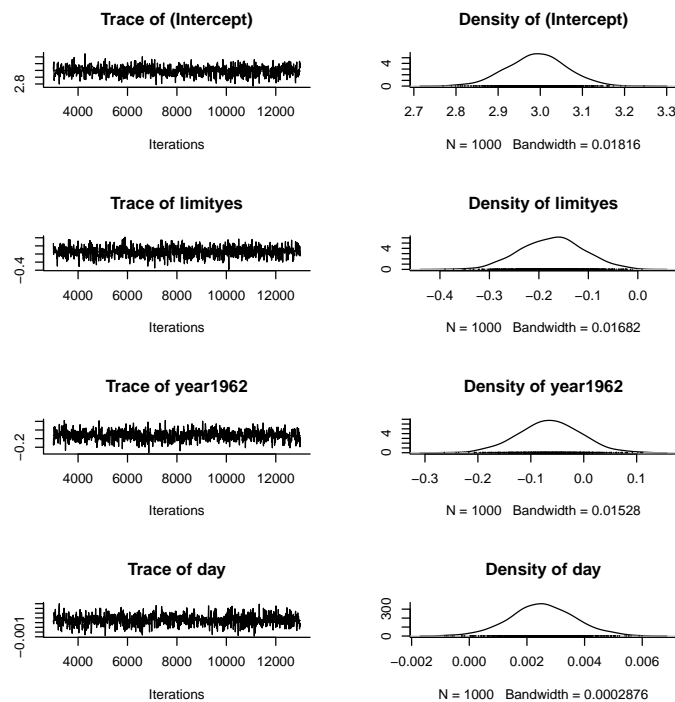 Trace of (Intercept)
2.8
4000 6000 8000 10000 12000
Iterations
Density of (Intercept)
0 4
2.7 2.8 2.9 3.0 3.1 3.2 3.3
N = 1000 Bandwidth = 0.01816
Trace of limityes
−0.4
4000 6000 8000 10000 12000
Iterations
Density of limityes
0 4
−0.4 −0.3 −0.2 −0.1 0.0
N = 1000 Bandwidth = 0.01682
Trace of year1962
−0.2
4000 6000 8000 10000 12000
Iterations
Density of year1962
0 4
−0.3 −0.2 −0.1 0.0 0.1
N = 1000 Bandwidth = 0.01528
Trace of day
−0.001
4000 6000 8000 10000 12000
Iterations
Density of day
0 300
−0.002 0.000 0.002 0.004 0.006
N = 1000 Bandwidth = 0.0002876